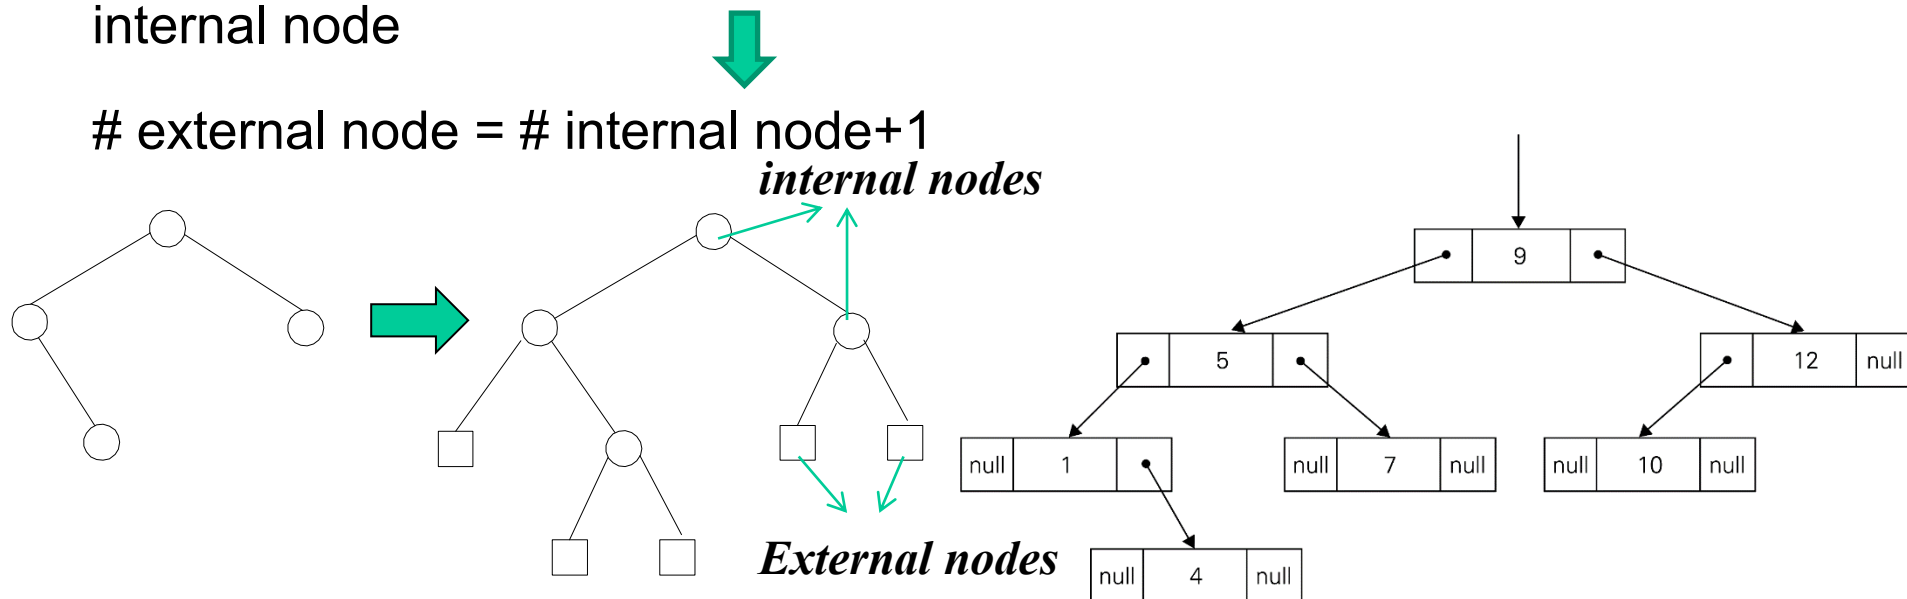 internal node
# external node = # internal node+1
internal nodes
9
5
12 null
null 1
null 7 null
null 10 null
External nodes
null 4 null